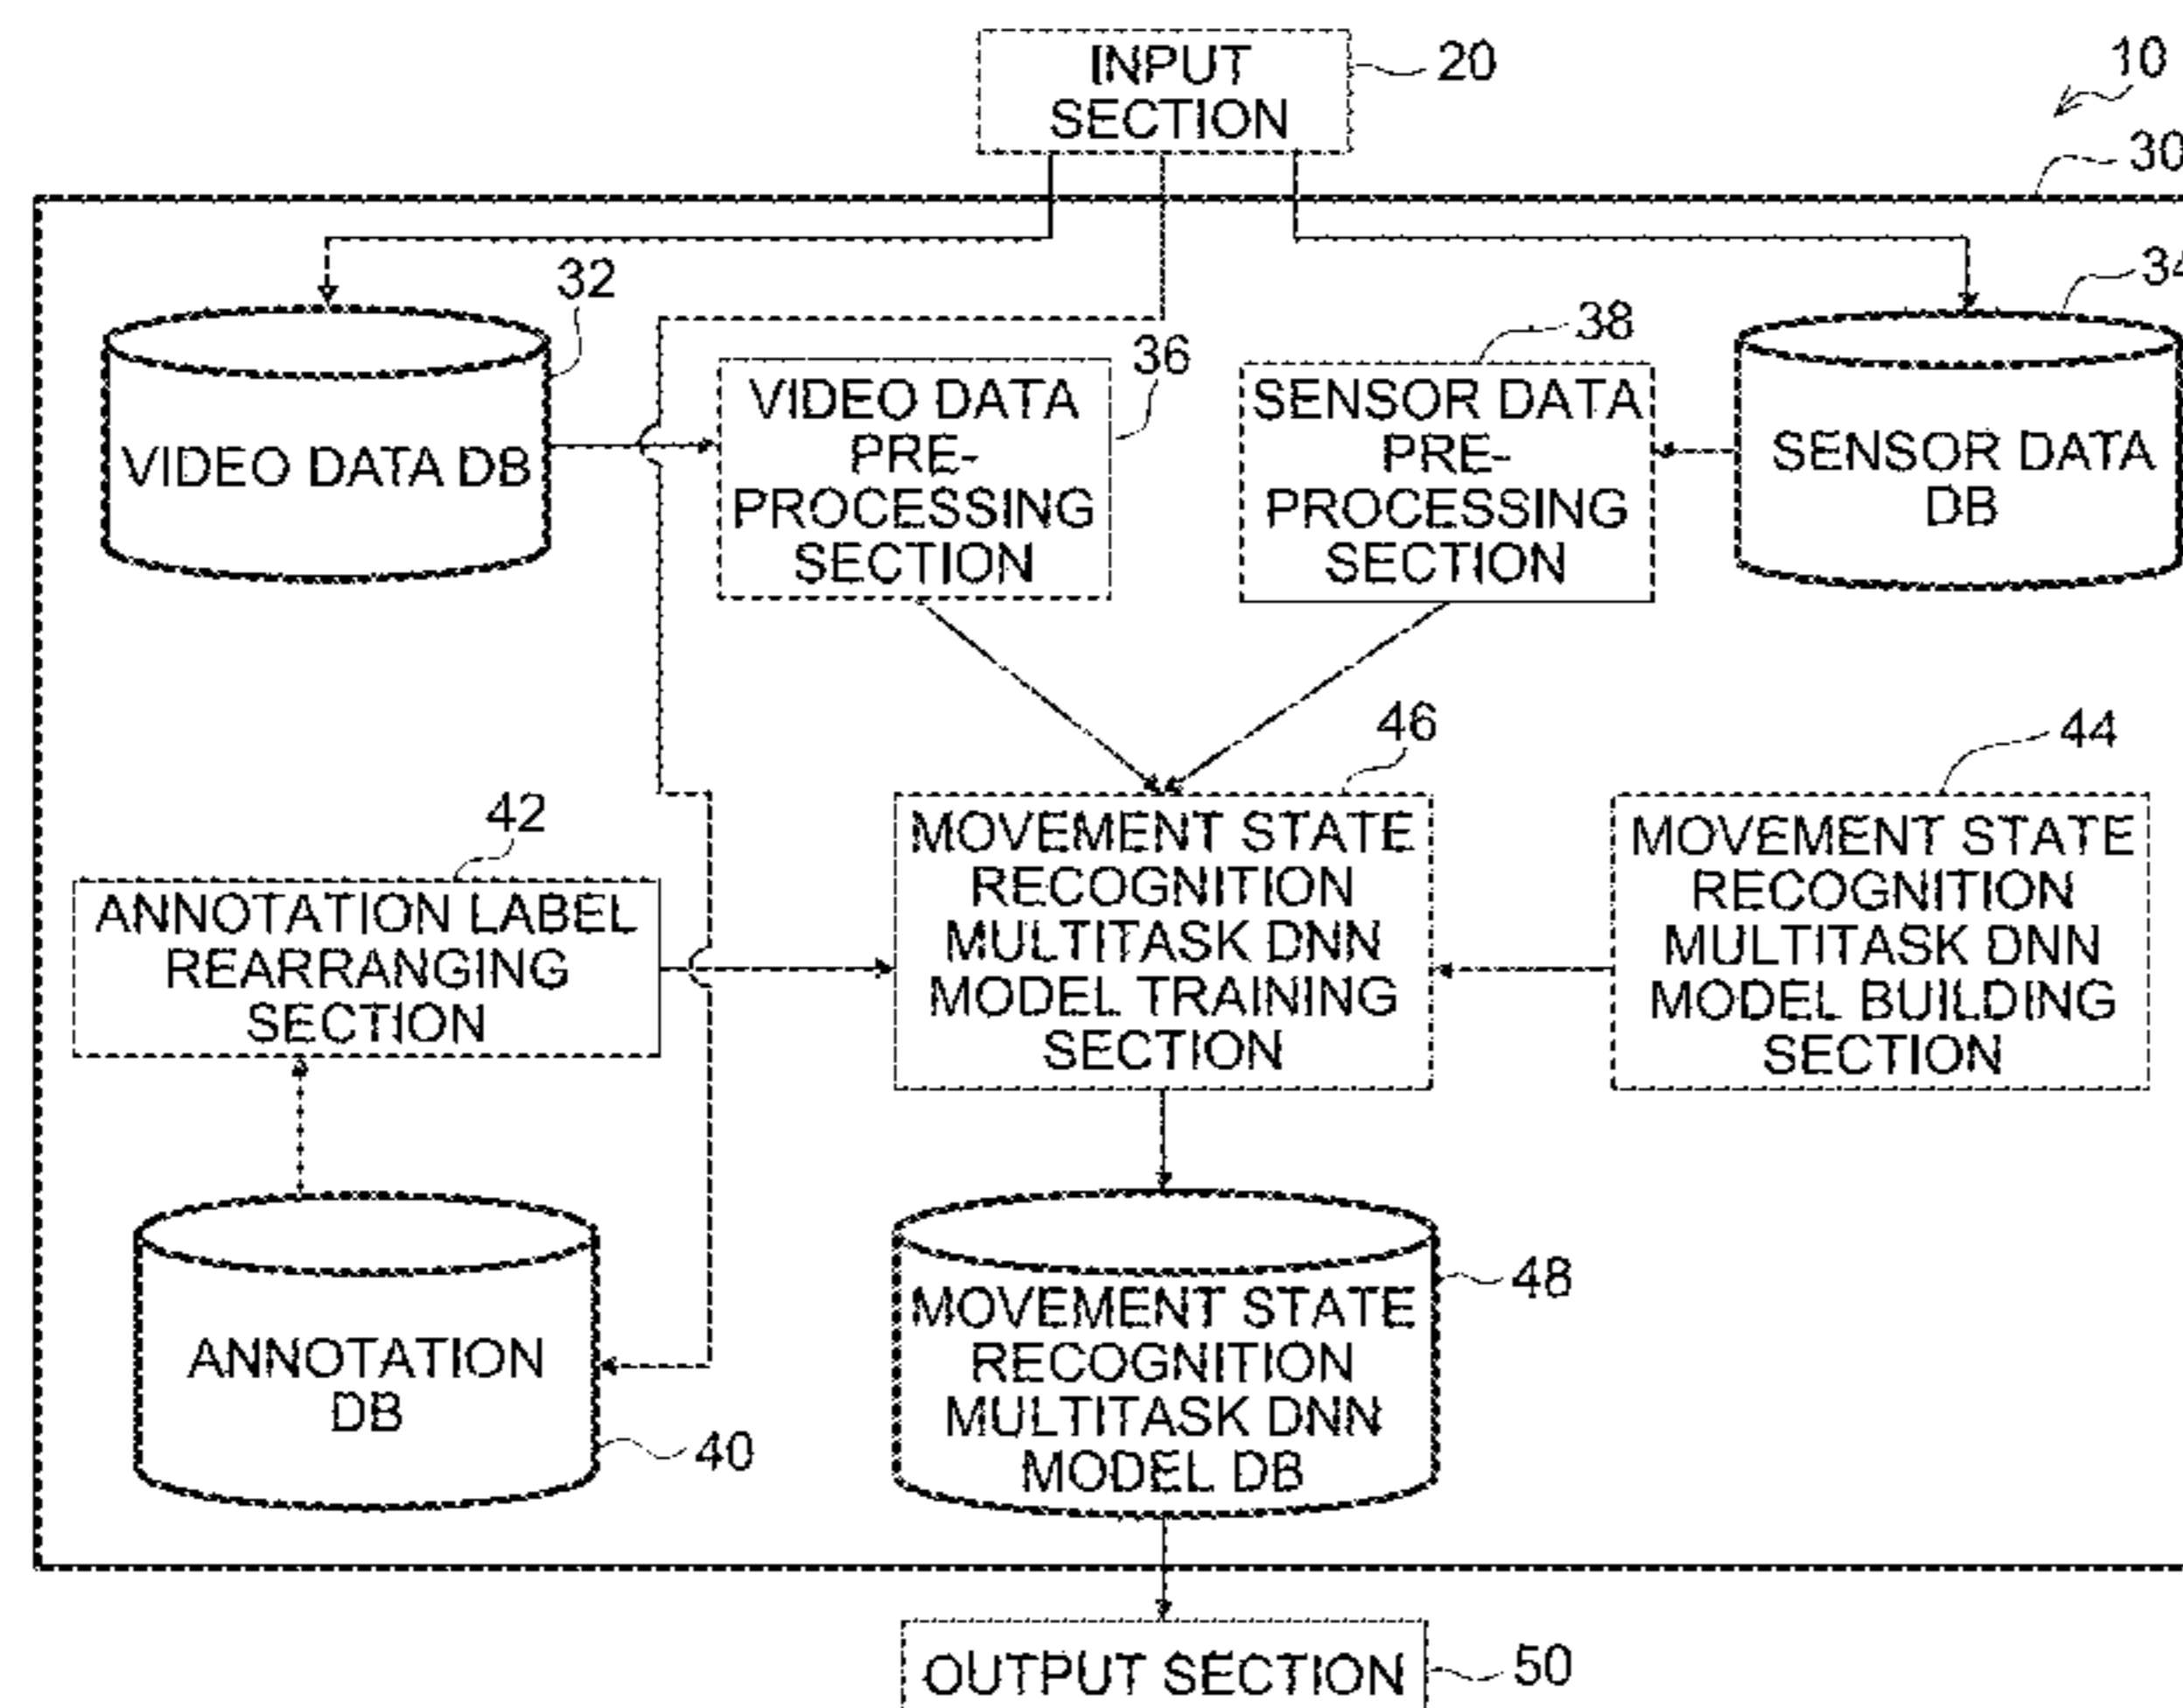 INPUT
SECTION
20
10
30
32
34
VIDEO DATA DB
36
VIDEO DATA
PRE-
PROCESSING
SECTION
38
SENSOR DATA
PRE-
PROCESSING
SECTION
SENSOR DATA
DB
42
ANNOTATION LABEL
REARRANGING
SECTION
46
MOVEMENT STATE
RECOGNITION
MULTITASK DNN
MODEL TRAINING
SECTION
44
MOVEMENT STATE
RECOGNITION
MULTITASK DNN
MODEL BUILDING
SECTION
ANNOTATION
DB
40
MOVEMENT STATE
RECOGNITION
MULTITASK DNN
MODEL DB
48
OUTPUT SECTION
50